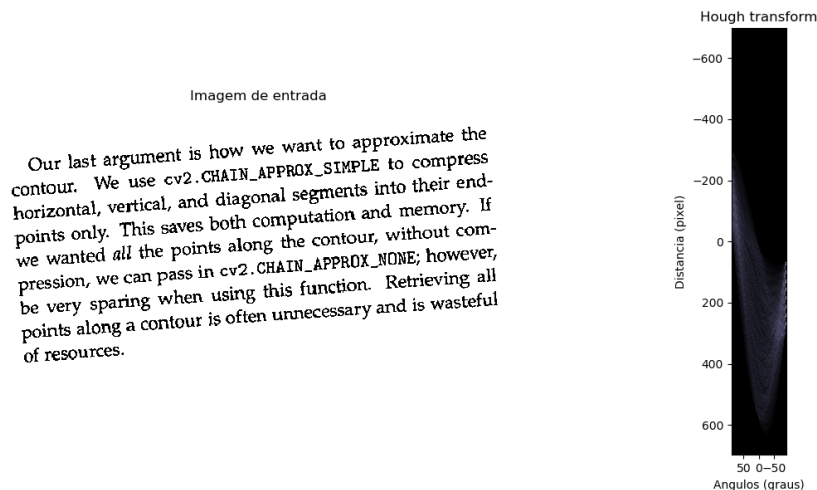 Hough transform
Imagem de entrada
Our last argument is how we want to approximate the
contour. We use cv2.CHAIN_APPROX_SIMPLE to compress
horizontal, vertical, and diagonal segments into their end-
points only. This saves both computation and memory. If
we wanted all the points along the contour, without com-
pression, we can pass in cv2.CHAIN_APPROX_NONE; however,
be very sparing when using this function. Retrieving all
points along a contour is often unnecessary and is wasteful
of resources.
Distancia (pixel)
−600
−400
−200
0
200
400
600
50 0 −50
Angulos (graus)